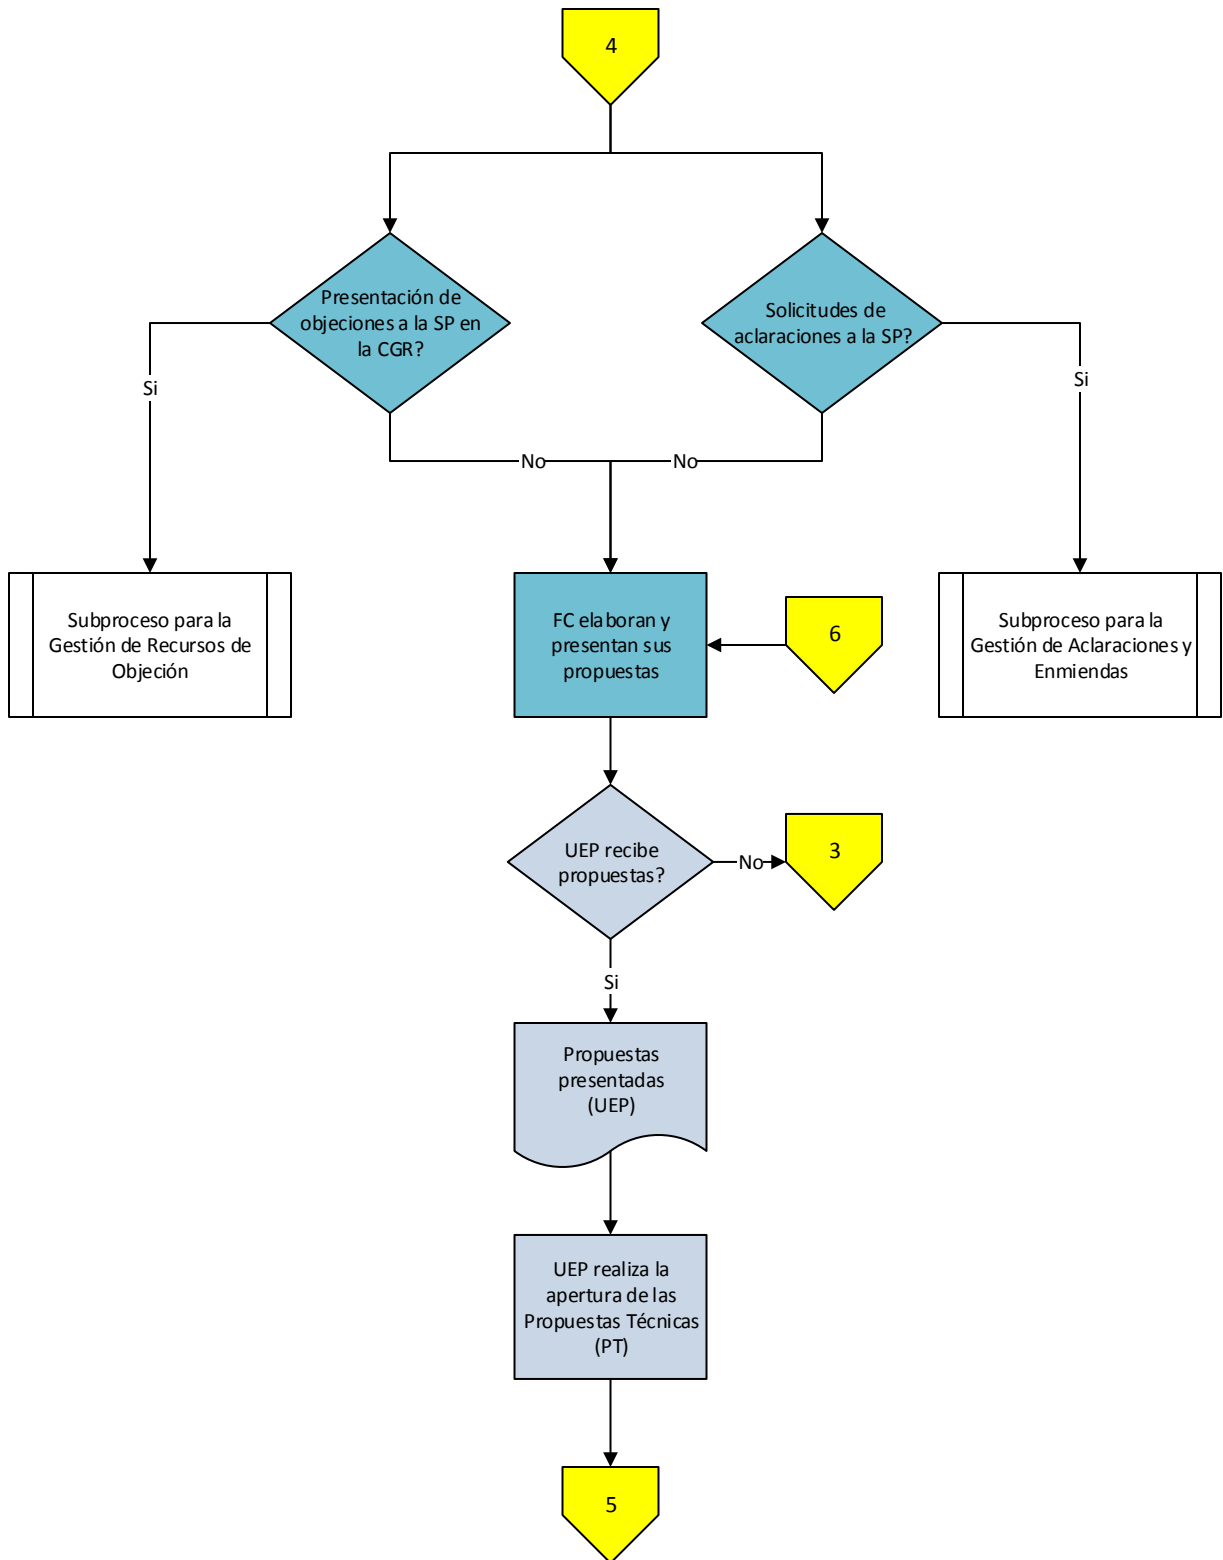 4
Presentación de
objeciones a la SP en
la CGR?
Solicitudes de
aclaraciones a la SP?
Si
Si
No
No
Subproceso para la
Gestión de Recursos de
Objeción
FC elaboran y
presentan sus
propuestas
6
Subproceso para la
Gestión de Aclaraciones y
Enmiendas
UEP recibe
propuestas?
No
3
Si
Propuestas
presentadas
(UEP)
UEP realiza la
apertura de las
Propuestas Técnicas
(PT)
5